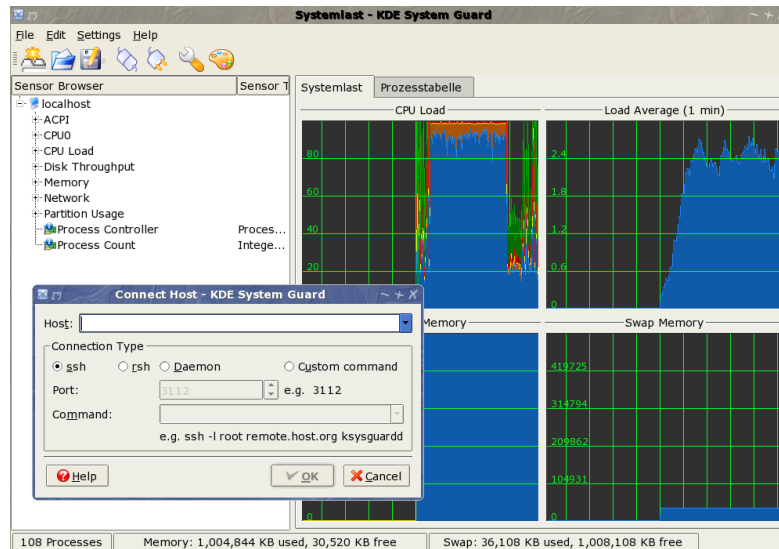 Systemlast - KDE System Guard
File Edit Settings Help
Sensor Browser Sensor T
localhost
ACPI
CPU0
CPU Load
Disk Throughput
Memory
Network
Partition Usage
Process Controller Proces...
Process Count Intege...
Systemlast Prozesstabelle
CPU Load
80
60
40
20
Load Average (1 min)
2.4
1.8
1.2
0.6
0
Connect Host - KDE System Guard
Host:
Connection Type
ssh rsh Daemon Custom command
Port: 3112 e.g. 3112
Command:
e.g. ssh -l root remote.host.org ksysguardd
Help OK Cancel
Memory
0
Swap Memory
419725
314794
209862
104931
0
108 Processes Memory: 1,004,844 KB used, 30,520 KB free Swap: 36,108 KB used, 1,008,108 KB free